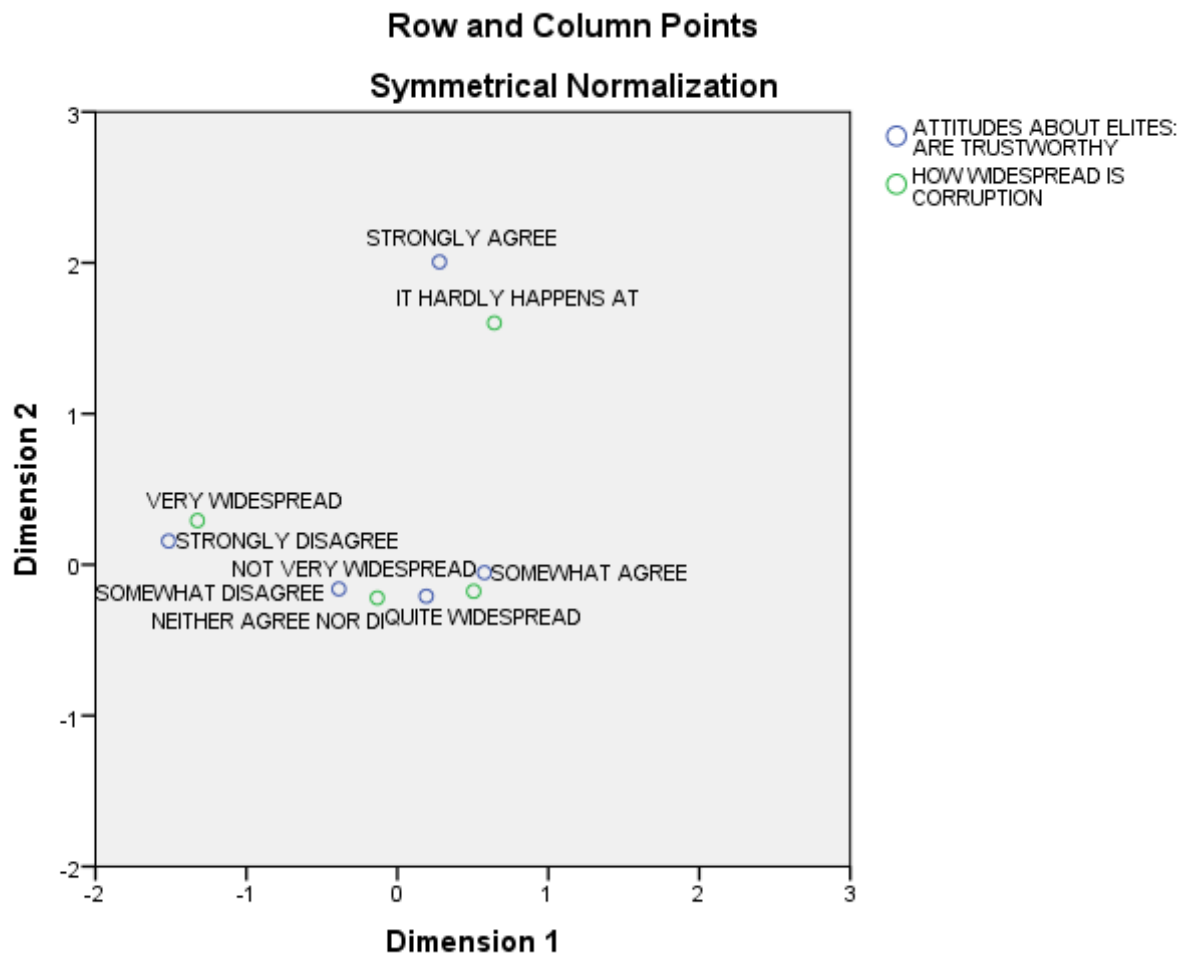 Row and Column Points
Symmetrical Normalization
ATTITUDES ABOUT ELITES:
ARE TRUSTWORTHY
HOW WIDESPREAD IS
CORRUPTION
3
2
1
0
-1
-2
Dimension 2
STRONGLY AGREE
IT HARDLY HAPPENS AT
VERY WIDESPREAD
STRONGLY DISAGREE
NOT VERY WIDESPREAD
SOMEWHAT AGREE
SOMEWHAT DISAGREE
NEITHER AGREE NOR DI
QUITE WIDESPREAD
-2
-1
0
1
2
3
Dimension 1